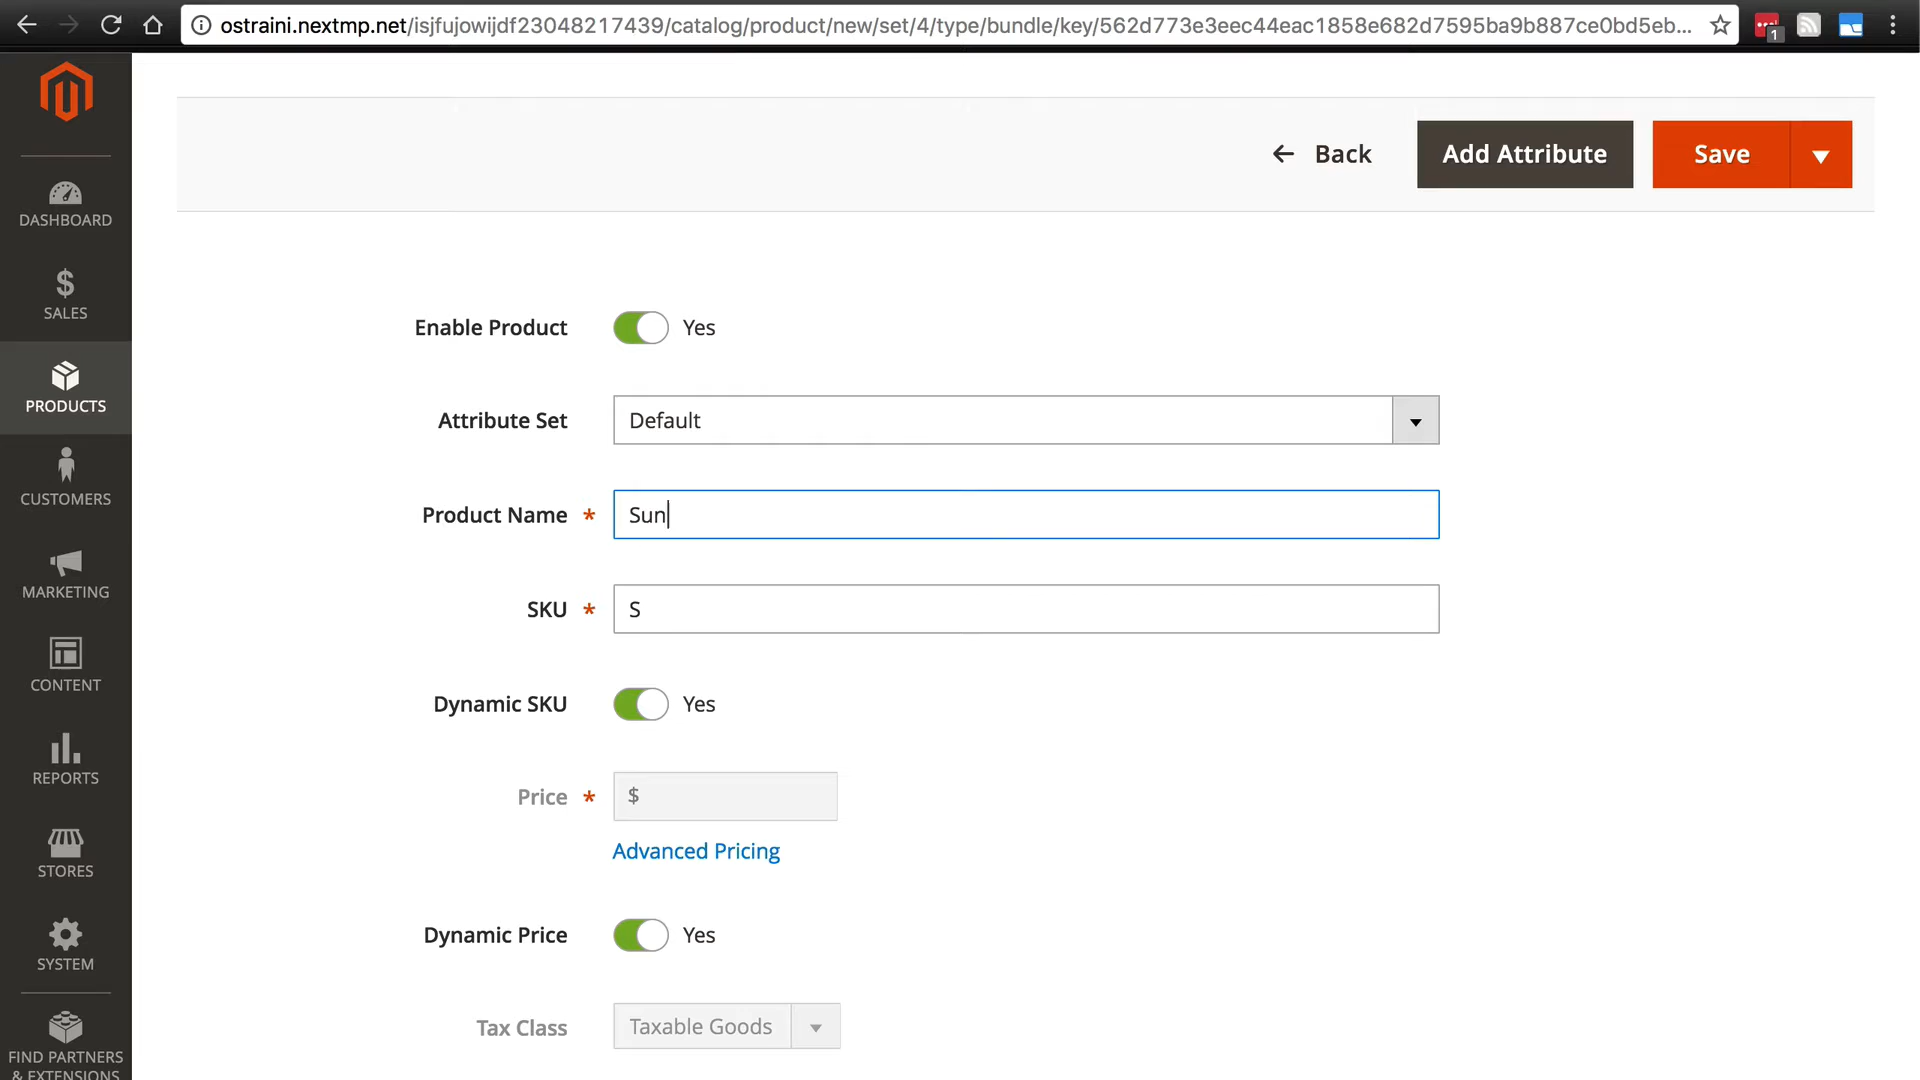 ostraini.nextmp.net/isjfujowijdf23048217439/catalog/product/new/set/4/type/bundle/key/562d773e3eec44eac1858e682d7595ba9b887ce0bd5eb...
1
Back
Add Attribute
Save
DASHBOARD
SALES
PRODUCTS
CUSTOMERS
MARKETING
CONTENT
REPORTS
STORES
SYSTEM
FIND PARTNERS
& EXTENSIONS
Enable Product Yes
Attribute Set Default
Product Name * Sun
SKU * S
Dynamic SKU Yes
Price * $
Advanced Pricing
Dynamic Price Yes
Tax Class Taxable Goods